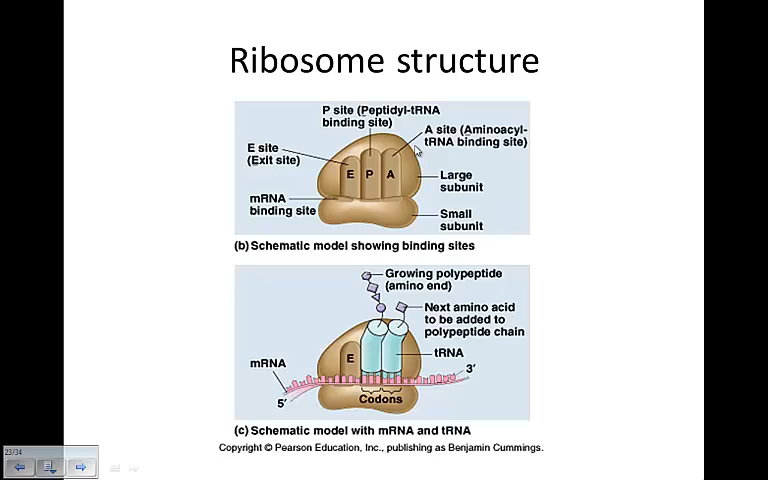 Ribosome structure
P site (Peptidyl-tRNA
binding site)
A site (Aminoacyl-
tRNA binding site)
E site
(Exit site)
E P A
mRNA
binding site
Large
subunit
Small
subunit
(b) Schematic model showing binding sites
Growing polypeptide
(amino end)
Next amino acid
to be added to
polypeptide chain
E
tRNA
mRNA
3′
5′
Codons
(c) Schematic model with mRNA and tRNA
Copyright © Pearson Education, Inc., publishing as Benjamin Cummings.
23/34